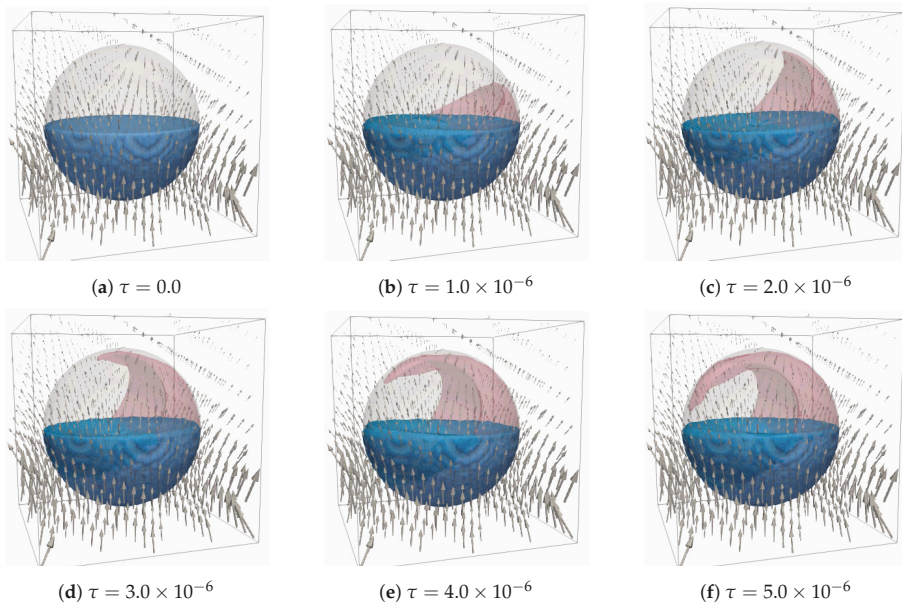 (a) τ = 0.0
(b) τ = 1.0 × 10⁻⁶
(c) τ = 2.0 × 10⁻⁶
(d) τ = 3.0 × 10⁻⁶
(e) τ = 4.0 × 10⁻⁶
(f) τ = 5.0 × 10⁻⁶